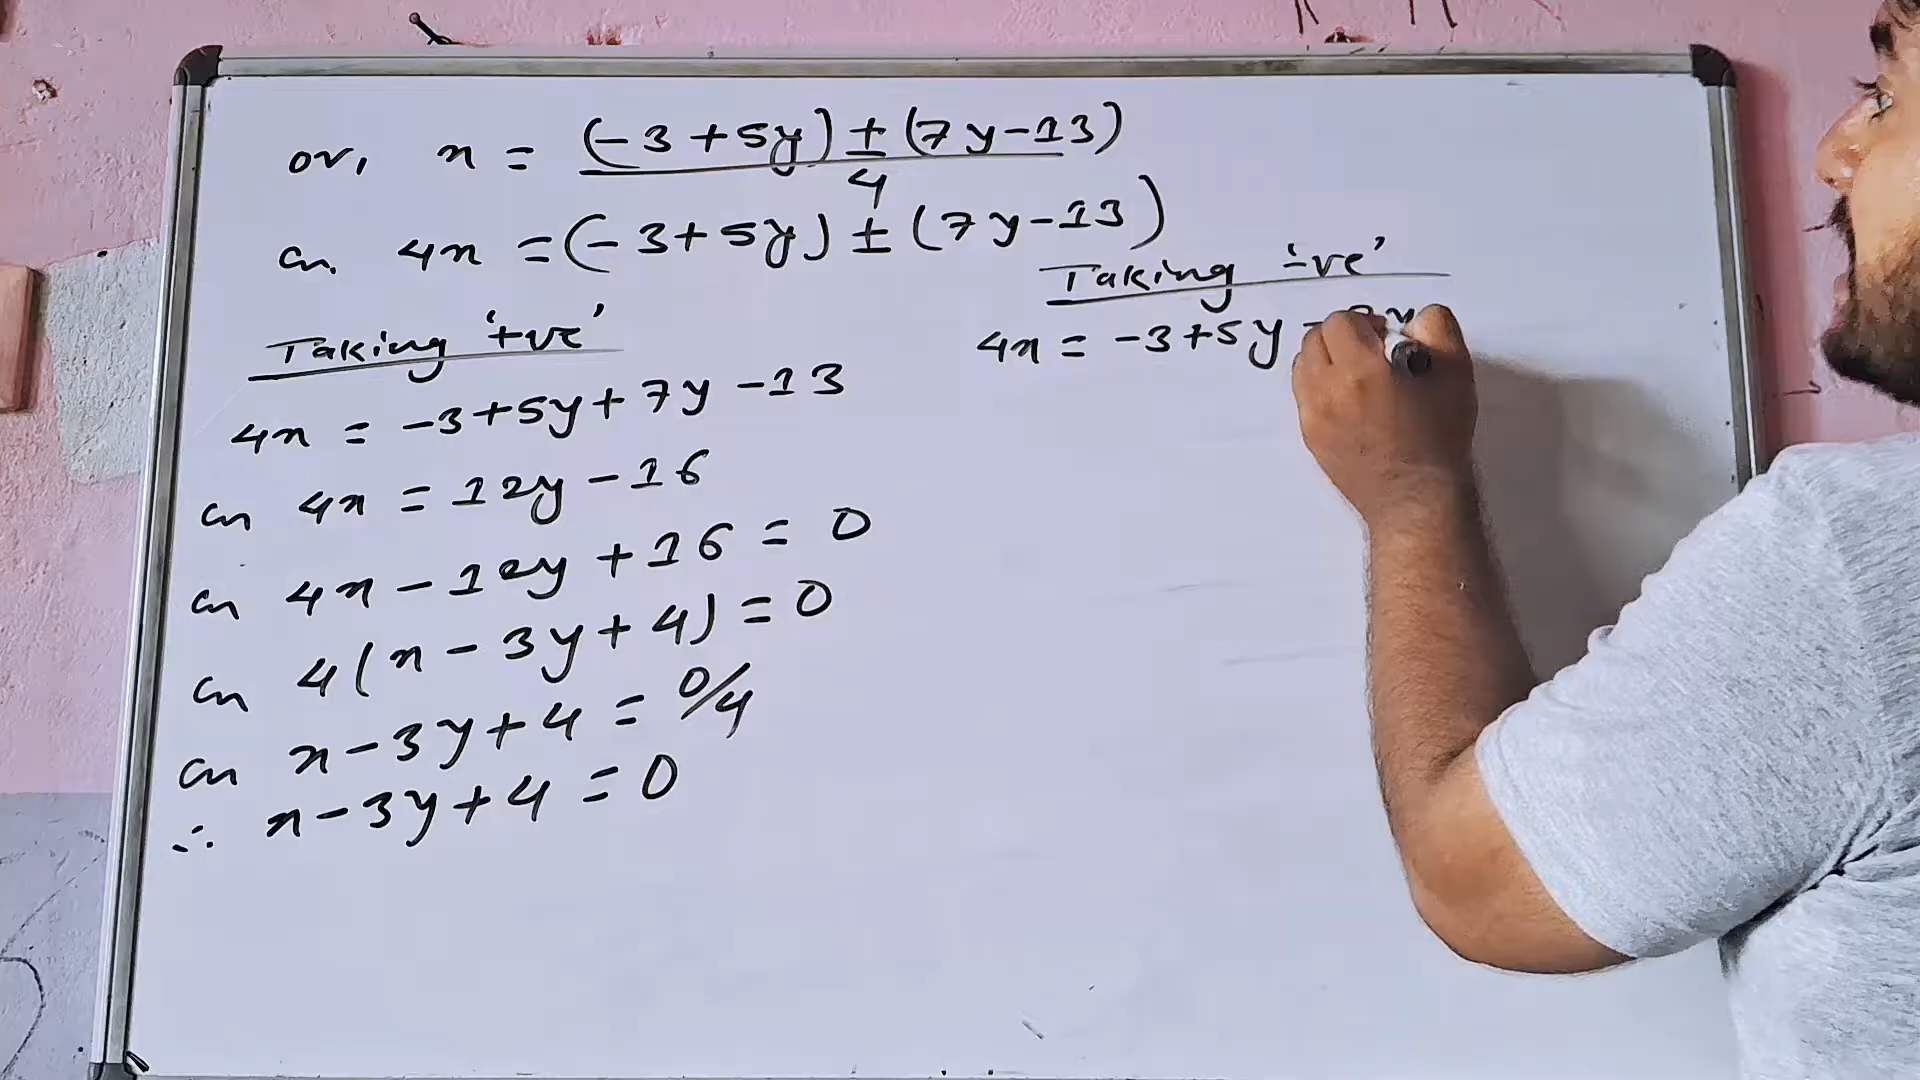 or, x = (-3+5y) ± (7y-13) / 4
or, 4x = (-3+5y) ± (7y-13)
Taking '+ve'
4x = -3+5y+7y-13
or 4x = 12y-16
or 4x-12y+16 = 0
or 4(x-3y+4) = 0
or x-3y+4 = 0/4
∴ x-3y+4 = 0
Taking '-ve'
4x = -3+5y